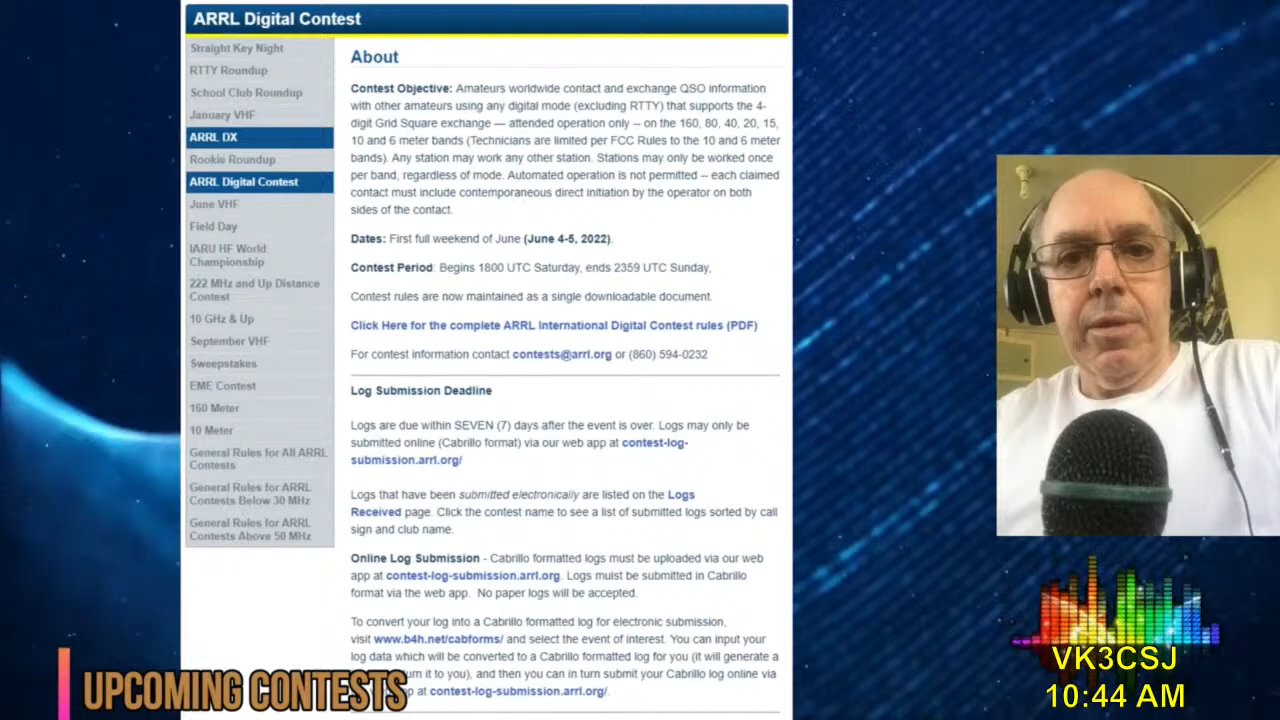 ARRL Digital Contest
Straight Key Night
RTTY Roundup
School Club Roundup
January VHF
ARRL DX
Rookie Roundup
ARRL Digital Contest
June VHF
Field Day
IARU HF World
Championship
222 MHz and Up Distance
Contest
10 GHz & Up
September VHF
Sweepstakes
EME Contest
160 Meter
10 Meter
General Rules for All ARRL
Contests
General Rules for ARRL
Contests Below 30 MHz
General Rules for ARRL
Contests Above 50 MHz
About
Contest Objective: Amateurs worldwide contact and exchange QSO information
with other amateurs using any digital mode (excluding RTTY) that supports the 4-
digit Grid Square exchange — attended operation only – on the 160, 80, 40, 20, 15,
10 and 6 meter bands (Technicians are limited per FCC Rules to the 10 and 6 meter
bands). Any station may work any other station. Stations may only be worked once
per band, regardless of mode. Automated operation is not permitted – each claimed
contact must include contemporaneous direct initiation by the operator on both
sides of the contact.
Dates: First full weekend of June (June 4-5, 2022).
Contest Period: Begins 1800 UTC Saturday, ends 2359 UTC Sunday,
Contest rules are now maintained as a single downloadable document.
Click Here for the complete ARRL International Digital Contest rules (PDF)
For contest information contact contests@arrl.org or (860) 594-0232
Log Submission Deadline
Logs are due within SEVEN (7) days after the event is over. Logs may only be
submitted online (Cabrillo format) via our web app at contest-log-
submission.arrl.org/
Logs that have been submitted electronically are listed on the Logs
Received page. Click the contest name to see a list of submitted logs sorted by call
sign and club name.
Online Log Submission - Cabrillo formatted logs must be uploaded via our web
app at contest-log-submission.arrl.org. Logs muist be submitted in Cabrillo
format via the web app. No paper logs will be accepted.
To convert your log into a Cabrillo formatted log for electronic submission,
visit www.b4h.net/cabforms/ and select the event of interest. You can input your
log data which will be converted to a Cabrillo formatted log for you (it will generate a
it to you), and then you can in turn submit your Cabrillo log online via
at contest-log-submission.arrl.org/.
UPCOMING CONTESTS
VK3CSJ
10:44 AM